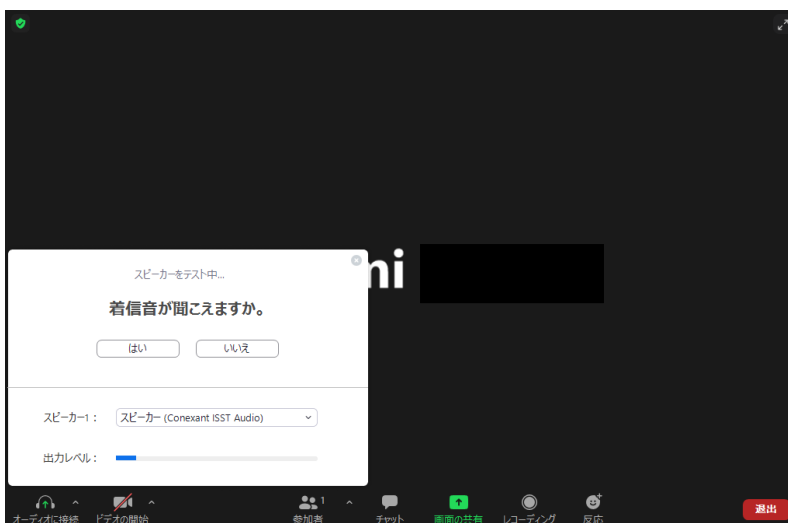 スピーカーをテスト中...
着信音が聞こえますか。
はい
いいえ
スピーカー1：
スピーカー (Conexant ISST Audio)
出力レベル：
オーディオに接続
ビデオの開始
1
参加者
チャット
画面の共有
レコーディング
反応
退出